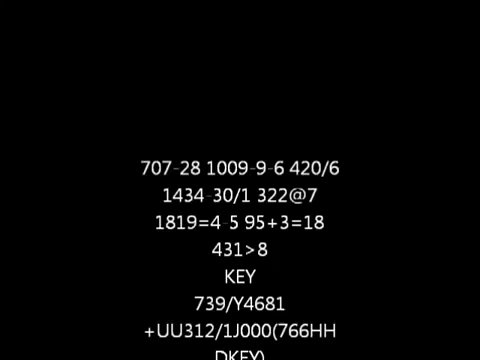 707-28 1009-9-6 420/6
1434-30/1 322@7
1819=4-5 95+3=18
431>8
KEY
739/Y4681
+UU312/1J000(766HH
DKEY)